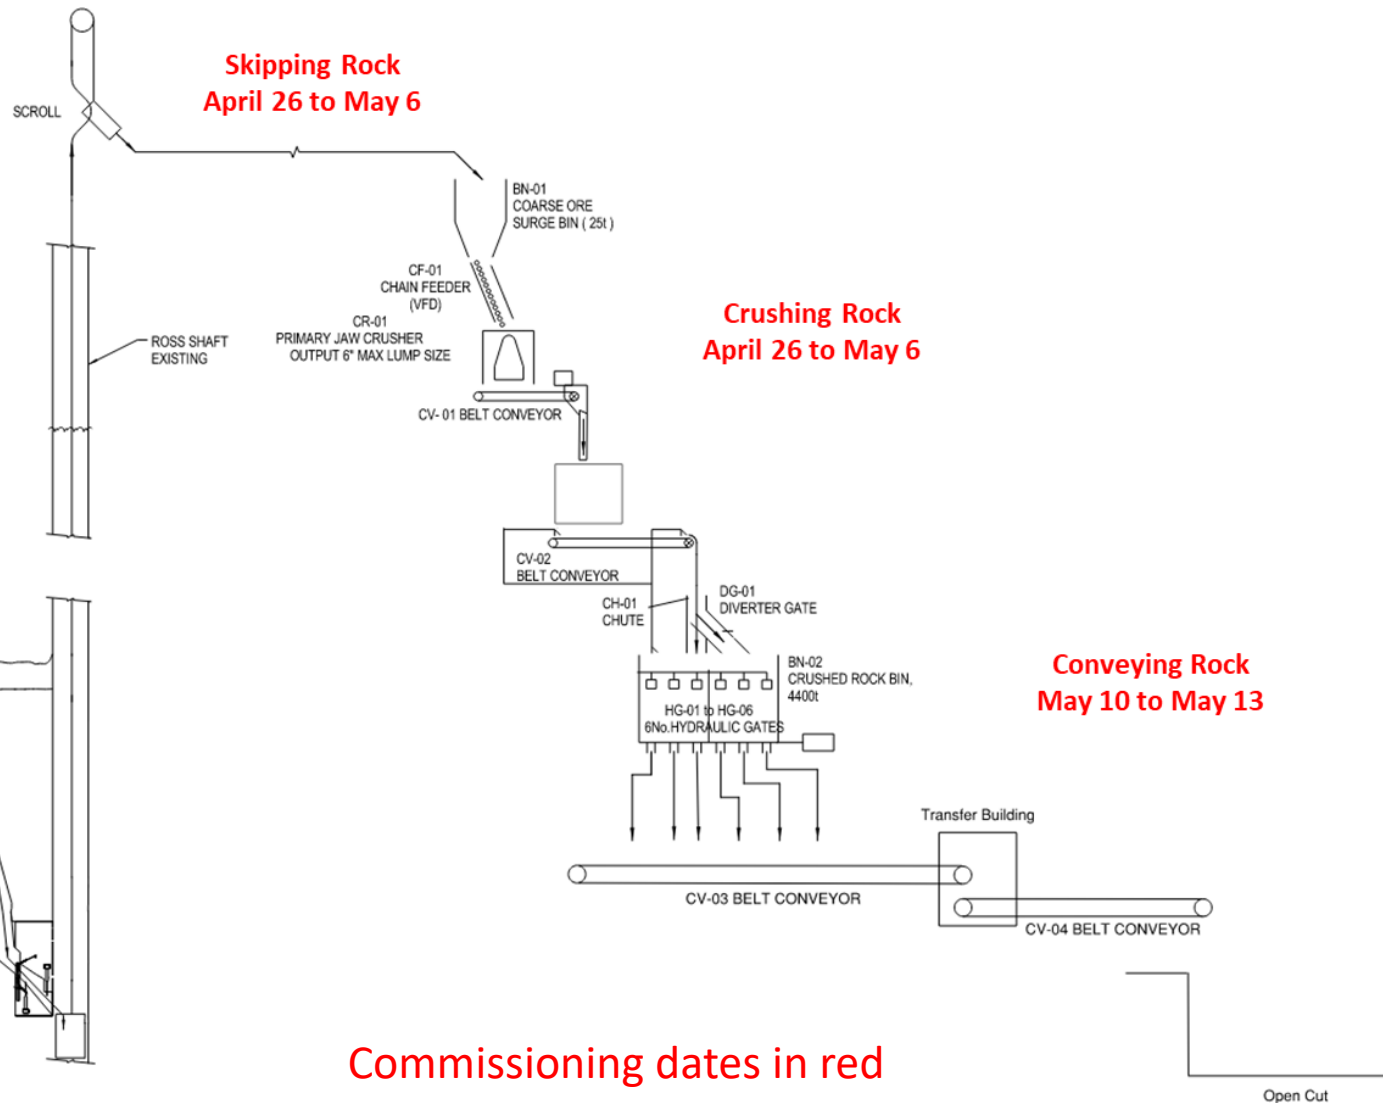 Skipping Rock
April 26 to May 6
SCROLL
BN-01
COARSE ORE
SURGE BIN ( 25t )
CF-01
CHAIN FEEDER
(VFD)
CR-01
PRIMARY JAW CRUSHER
OUTPUT 6" MAX LUMP SIZE
Crushing Rock
April 26 to May 6
ROSS SHAFT
EXISTING
CV- 01 BELT CONVEYOR
CV-02
BELT CONVEYOR
CH-01
CHUTE
DG-01
DIVERTER GATE
BN-02
CRUSHED ROCK BIN,
4400t
HG-01 to HG-06
6No.HYDRAULIC GATES
Conveying Rock
May 10 to May 13
Transfer Building
CV-03 BELT CONVEYOR
CV-04 BELT CONVEYOR
Commissioning dates in red
Open Cut